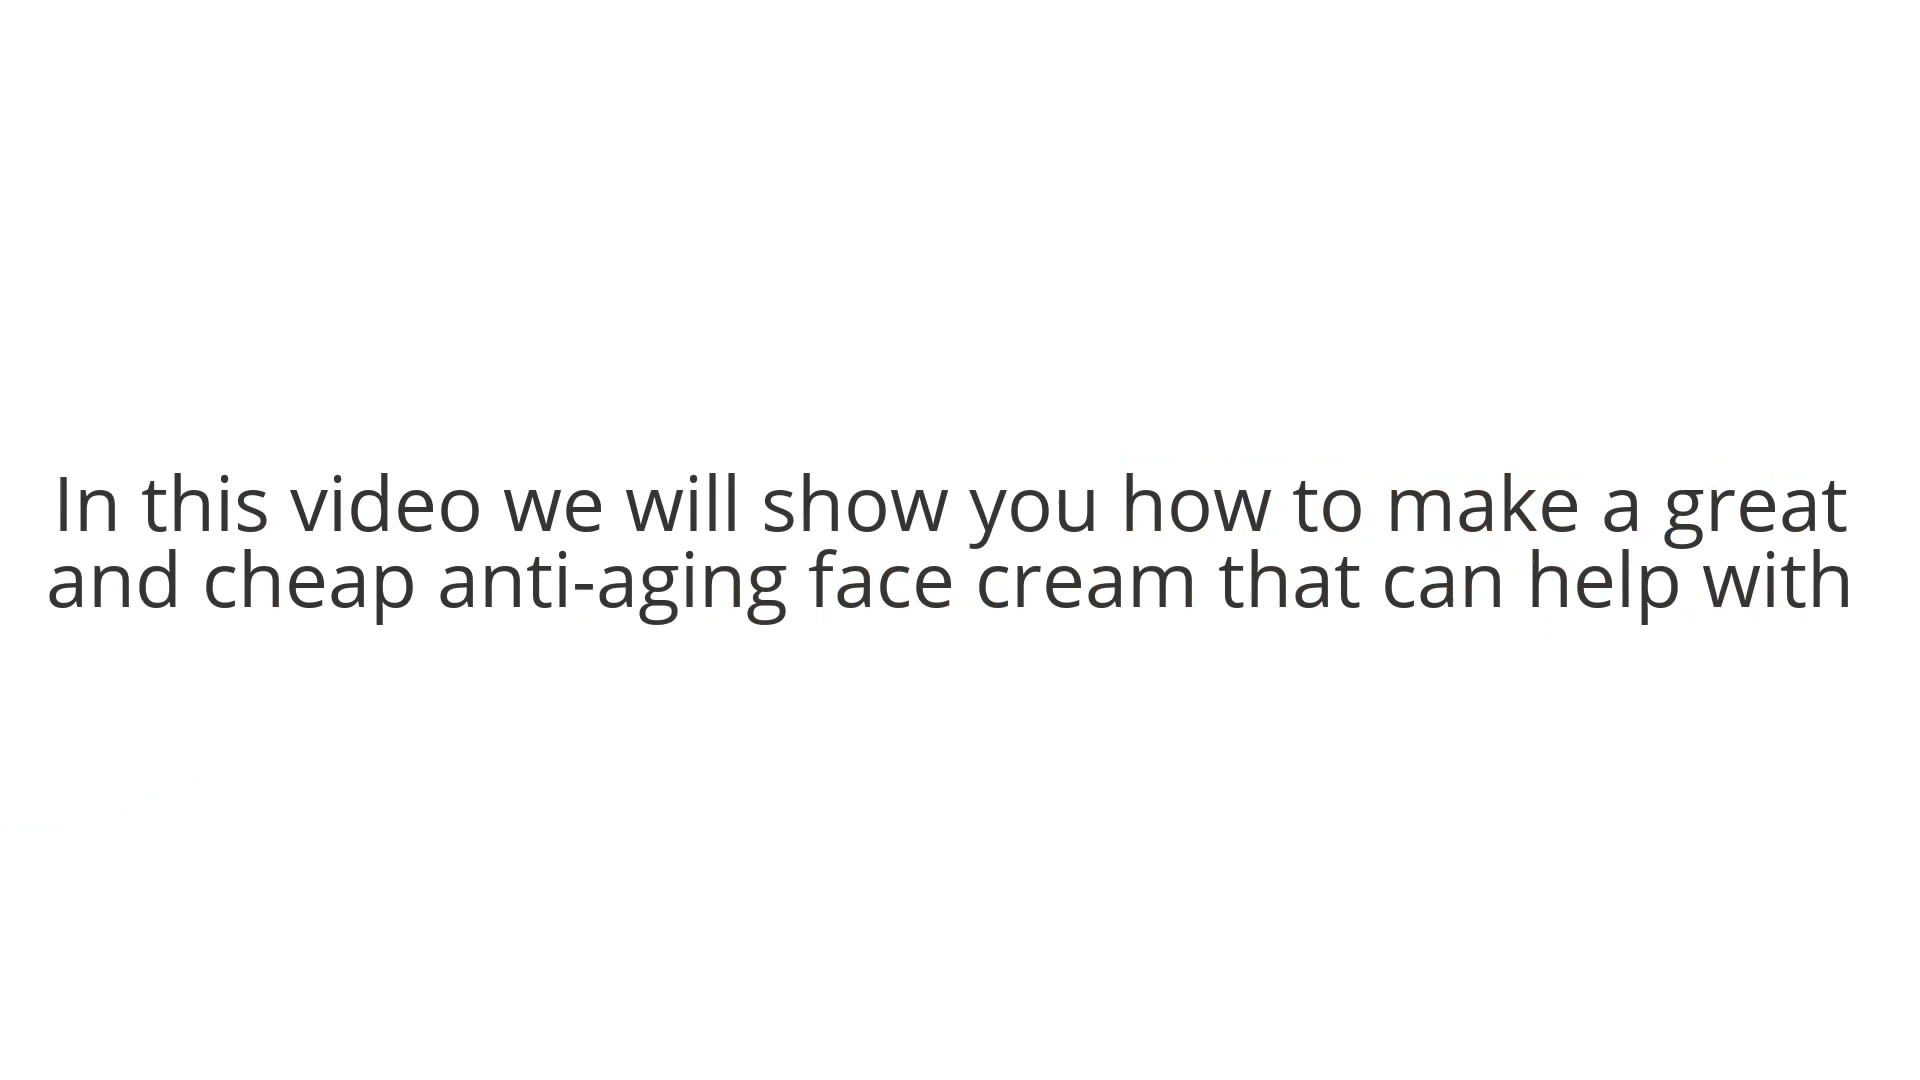 In this video we will show you how to make a great
and cheap anti-aging face cream that can help with